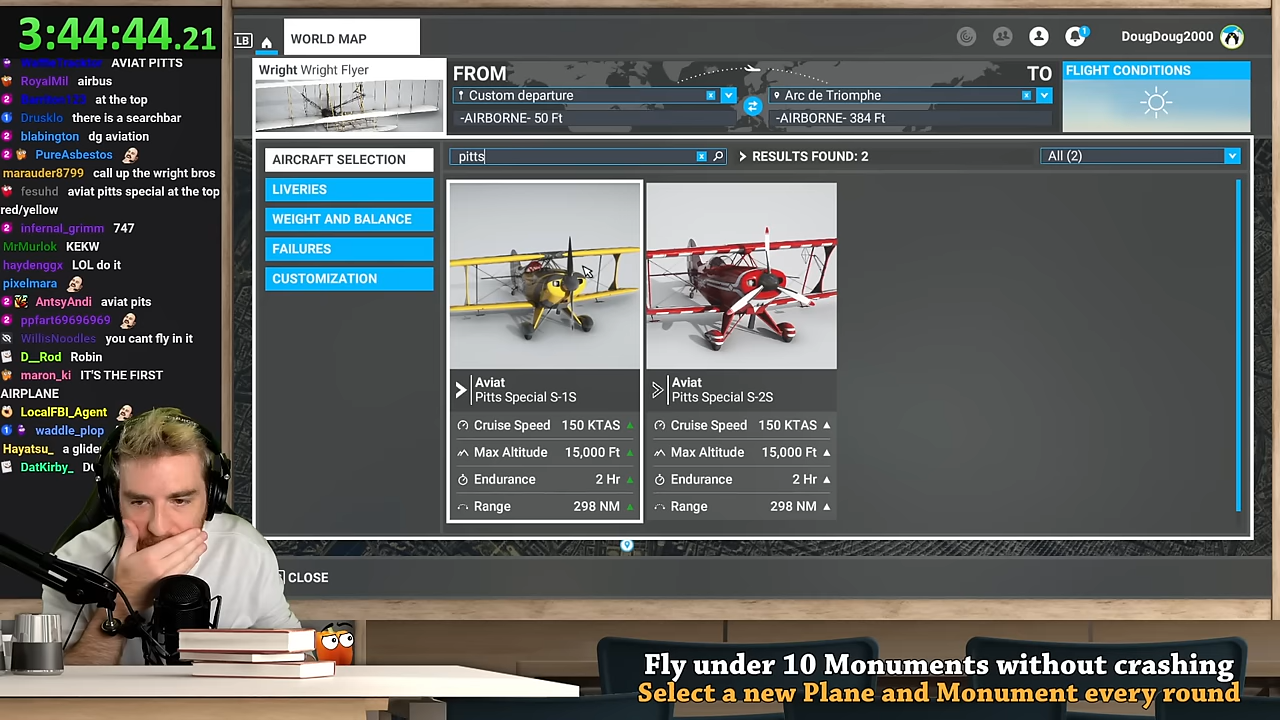 3:44:44.21
AVIAT PITTS
RoyalMil airbus
at the top
Drusklo there is a searchbar
blabington dg aviation
PureAsbestos
marauder8799 call up the wright bros
fesuhd aviat pitts special at the top
red/yellow
infernal_grimm 747
MrMurlok KEKW
haydenggx LOL do it
pixelmara
AntsyAndi aviat pits
ppfart69696969
WillisNoodles you cant fly in it
D__Rod Robin
maron_ki IT'S THE FIRST
AIRPLANE
LocalFBI_Agent
waddle_plop
Hayatsu_ a glide
DatKirby_
LB
WORLD MAP
1
DougDoug2000
Wright Wright Flyer
FROM
TO
Custom departure
Arc de Triomphe
-AIRBORNE- 50 Ft
-AIRBORNE- 384 Ft
FLIGHT CONDITIONS
AIRCRAFT SELECTION
LIVERIES
WEIGHT AND BALANCE
FAILURES
CUSTOMIZATION
pitts
RESULTS FOUND: 2
All (2)
Aviat
Pitts Special S-1S
Cruise Speed 150 KTAS
Max Altitude 15,000 Ft
Endurance 2 Hr
Range 298 NM
Aviat
Pitts Special S-2S
Cruise Speed 150 KTAS
Max Altitude 15,000 Ft
Endurance 2 Hr
Range 298 NM
CLOSE
Fly under 10 Monuments without crashing
Select a new Plane and Monument every round